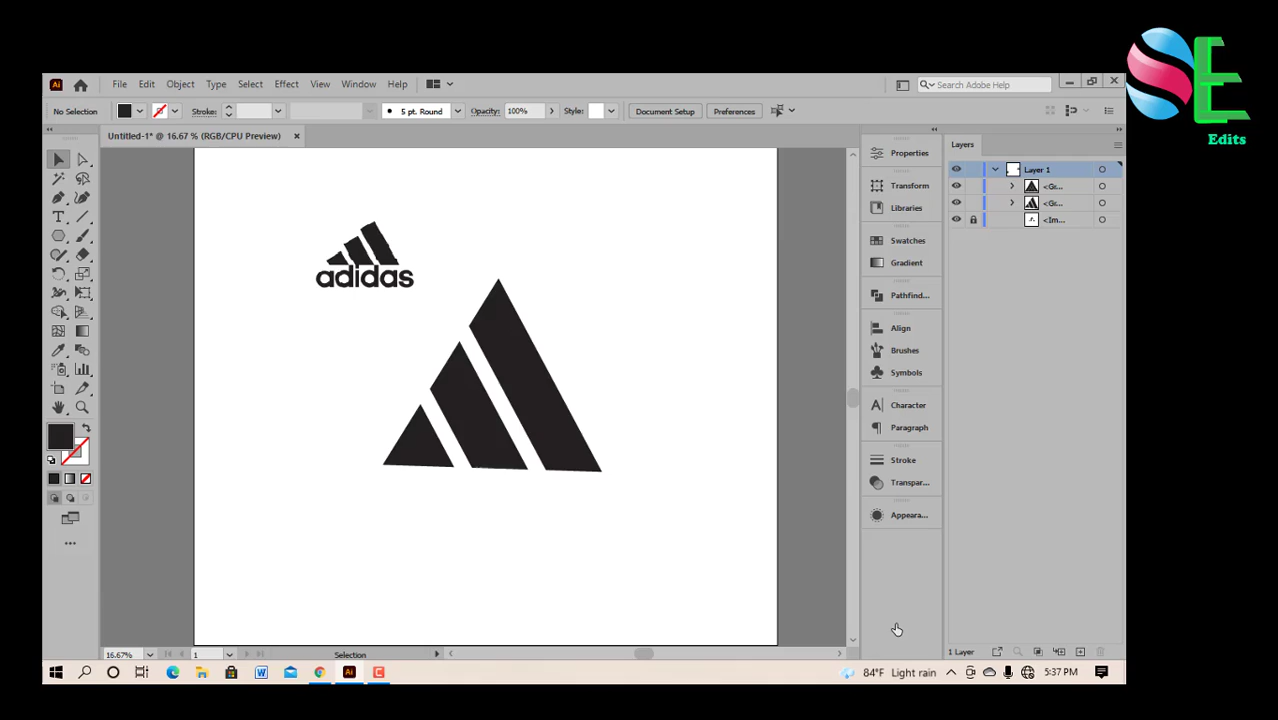 SE
Edits
Ai File Edit Object Type Select Effect View Window Help Search Adobe Help
No Selection Stroke: 5 pt. Round Opacity: 100% Style: Document Setup Preferences
Untitled-1* @ 16.67 % (RGB/CPU Preview) ×
Layers
Properties
Layer 1
Transform
<Gr...
Libraries
<Gr...
<Im...
Swatches
Gradient
adidas
Pathfind...
Align
Brushes
Symbols
Character
Paragraph
Stroke
Transpar...
Appeara...
16.67% 1 Selection 1 Layer
84°F Light rain 5:37 PM